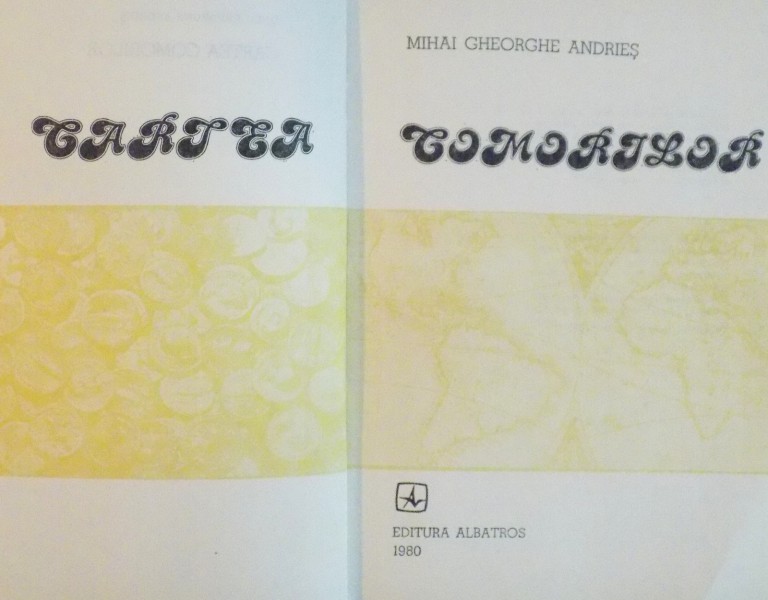 MIHAI GHEORGHE ANDRIEȘ
CARTEA COMORILOR
EDITURA ALBATROS
1980